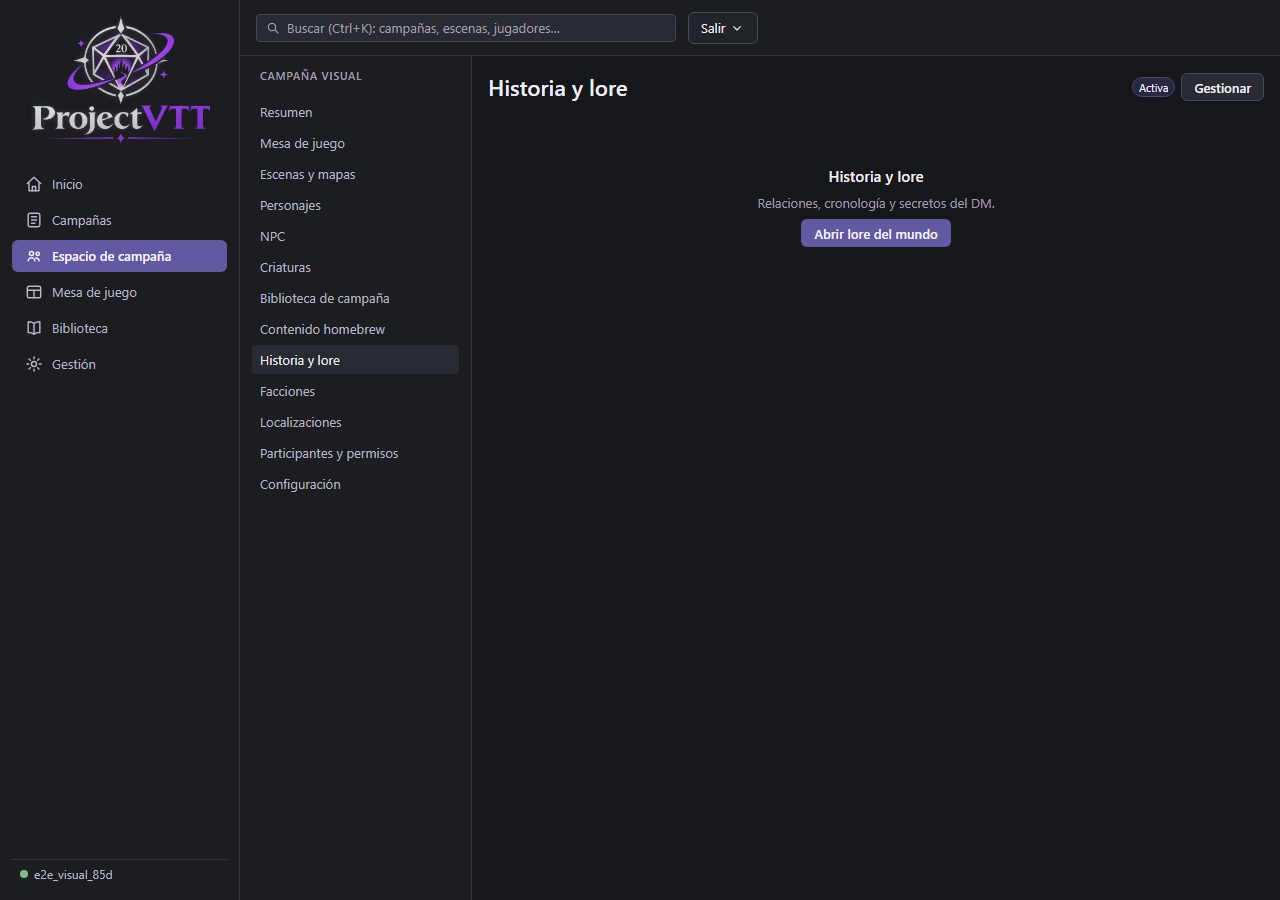 20
ProjectVTT
Inicio
Campañas
Espacio de campaña
Mesa de juego
Biblioteca
Gestión
e2e_visual_85d
Buscar (Ctrl+K): campañas, escenas, jugadores...
Salir
CAMPAÑA VISUAL
Resumen
Mesa de juego
Escenas y mapas
Personajes
NPC
Criaturas
Biblioteca de campaña
Contenido homebrew
Historia y lore
Facciones
Localizaciones
Participantes y permisos
Configuración
Historia y lore
Activa
Gestionar
Historia y lore
Relaciones, cronología y secretos del DM.
Abrir lore del mundo